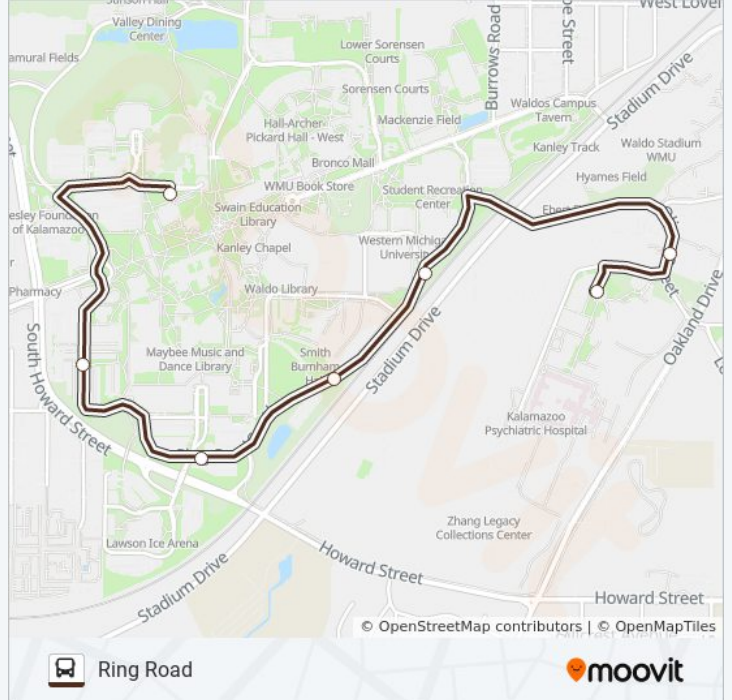 Valley Dining
Center
amural Fields
Lower Sorensen
Courts
Burrows Road
West Lover
Sorensen Courts
Stadium Drive
Hall-Archer-
Pickard Hall - West
Mackenzie Field
Waldos Campus
Tavern
Kanley Track
Waldo Stadium
WMU
Bronco Mall
Hyames Field
WMU Book Store
Student Recreation
Center
Swain Education
Library
of Kalamazoo
Kanley Chapel
Western Michig
Universit
Pharmacy
Waldo Library
South Howard Street
Maybee Music and
Dance Library
Smith
Burnham
Stadium Drive
Oakland Drive
Kalamazoo
Psychiatric Hospital
Zhang Legacy
Collections Center
Lawson Ice Arena
Howard Street
Stadium Drive
Howard Street
© OpenStreetMap contributors | © OpenMapTiles
Ring Road
moovit